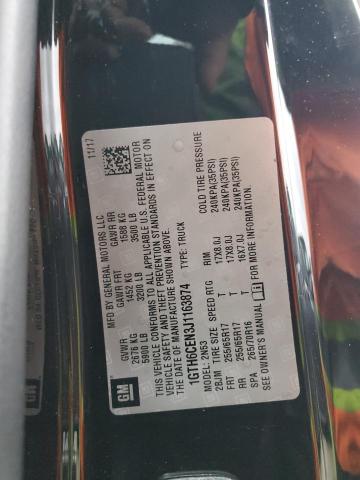 GM
MFD BY GENERAL MOTORS LLC
11/17
GVWR GAWR FRT GAWR RR
2676 KG 1452 KG 1588 KG
5900 LB 3200 LB 3500 LB
THIS VEHICLE CONFORMS TO ALL APPLICABLE U.S. FEDERAL MOTOR
VEHICLE SAFETY AND THEFT PREVENTION STANDARDS IN EFFECT ON
THE DATE OF MANUFACTURE SHOWN ABOVE.
1GTH6CEN3J1163874 TYPE: TRUCK
MODEL: 2N53
2BJM TIRE SIZE SPEED RTG RIM COLD TIRE PRESSURE
FRT 255/65R17 T 17X8.0J 240KPA(35PSI)
RR 255/65R17 T 17X8.0J 240KPA(35PSI)
SPA 265/70R16 T 16X7.0J 240KPA(35PSI)
SEE OWNER'S MANUAL FOR MORE INFORMATION.